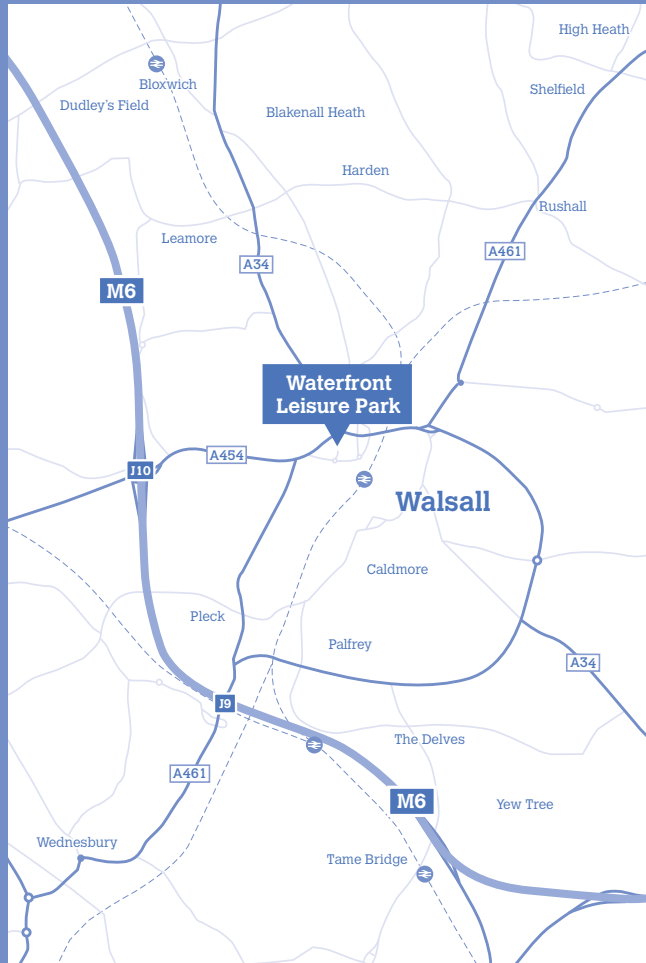 High Heath
Bloxwich
Shelfield
Dudley's Field
Blakenall Heath
Harden
Rushall
Leamore
A461
A34
M6
Waterfront
Leisure Park
A454
J10
Walsall
Caldmore
Pleck
Palfrey
A34
J9
The Delves
A461
M6
Yew Tree
Wednesbury
Tame Bridge